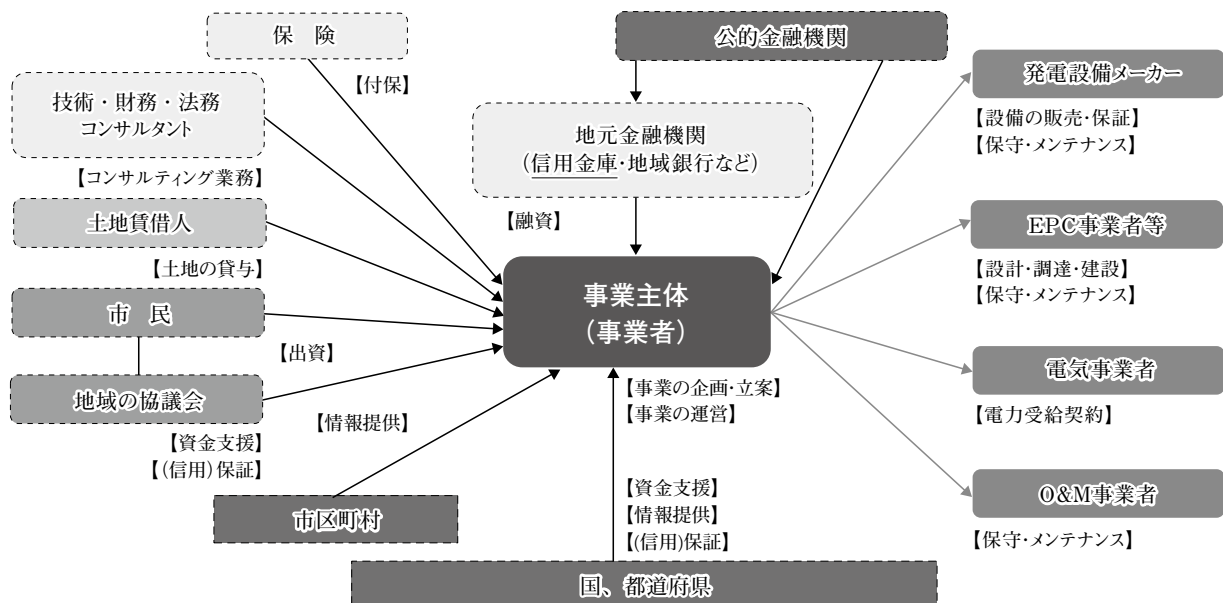 保　険
【付保】
公的金融機関
技術・財務・法務
コンサルタント
【コンサルティング業務】
地元金融機関
（信用金庫・地域銀行など）
【融資】
土地賃借人
【土地の貸与】
市　民
【出資】
地域の協議会
【資金支援】
【（信用）保証】
事業主体
（事業者）
【事業の企画・立案】
【事業の運営】
【情報提供】
市区町村
【資金支援】
【情報提供】
【(信用)保証】
国、都道府県
発電設備メーカー
【設備の販売・保証】
【保守・メンテナンス】
EPC事業者等
【設計・調達・建設】
【保守・メンテナンス】
電気事業者
【電力受給契約】
O&M事業者
【保守・メンテナンス】